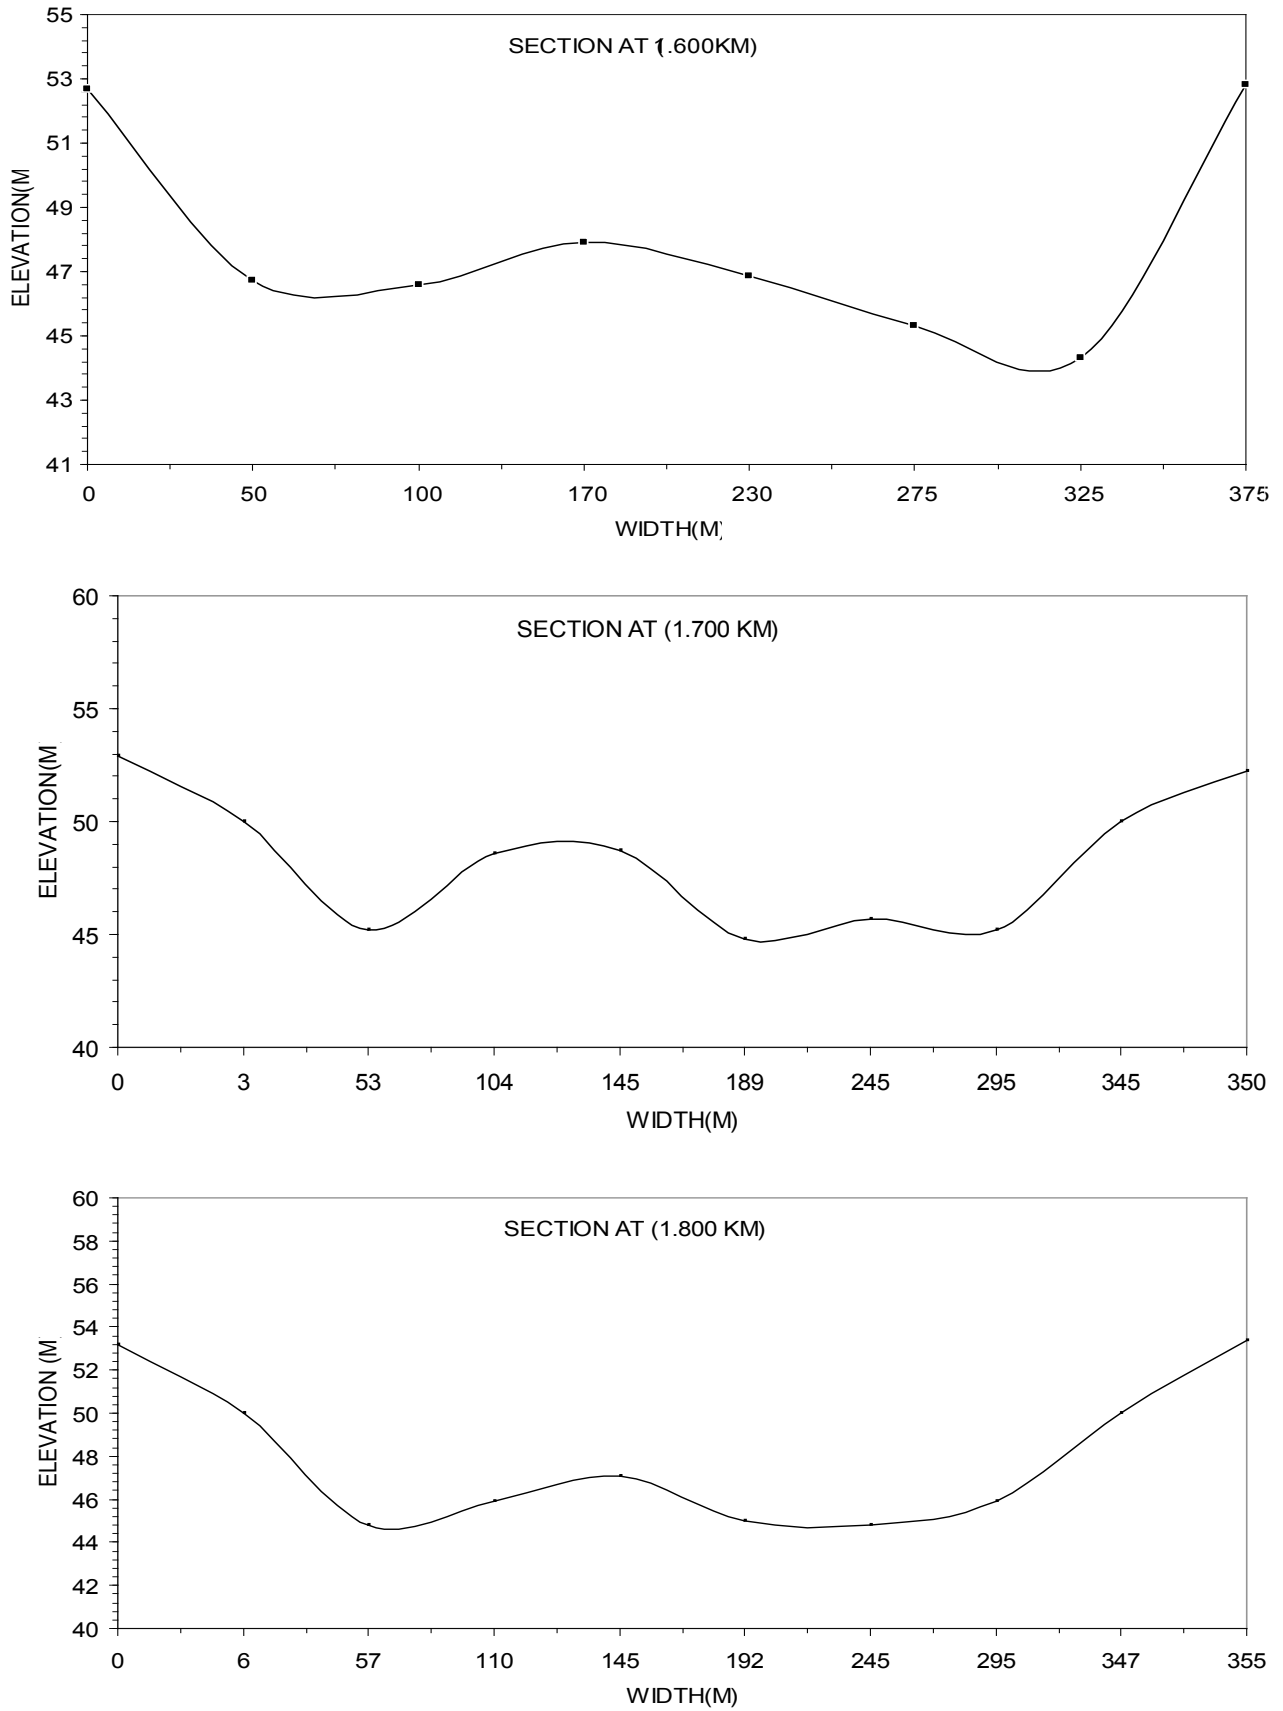 SECTION AT (1.600KM)
55
53
51
49
47
45
43
41
ELEVATION(M
0 50 100 170 230 275 325 375
WIDTH(M)
SECTION AT (1.700 KM)
60
55
50
45
40
ELEVATION(M
0 3 53 104 145 189 245 295 345 350
WIDTH(M)
SECTION AT (1.800 KM)
60
58
56
54
52
50
48
46
44
42
40
ELEVATION (M
0 6 57 110 145 192 245 295 347 355
WIDTH(M)